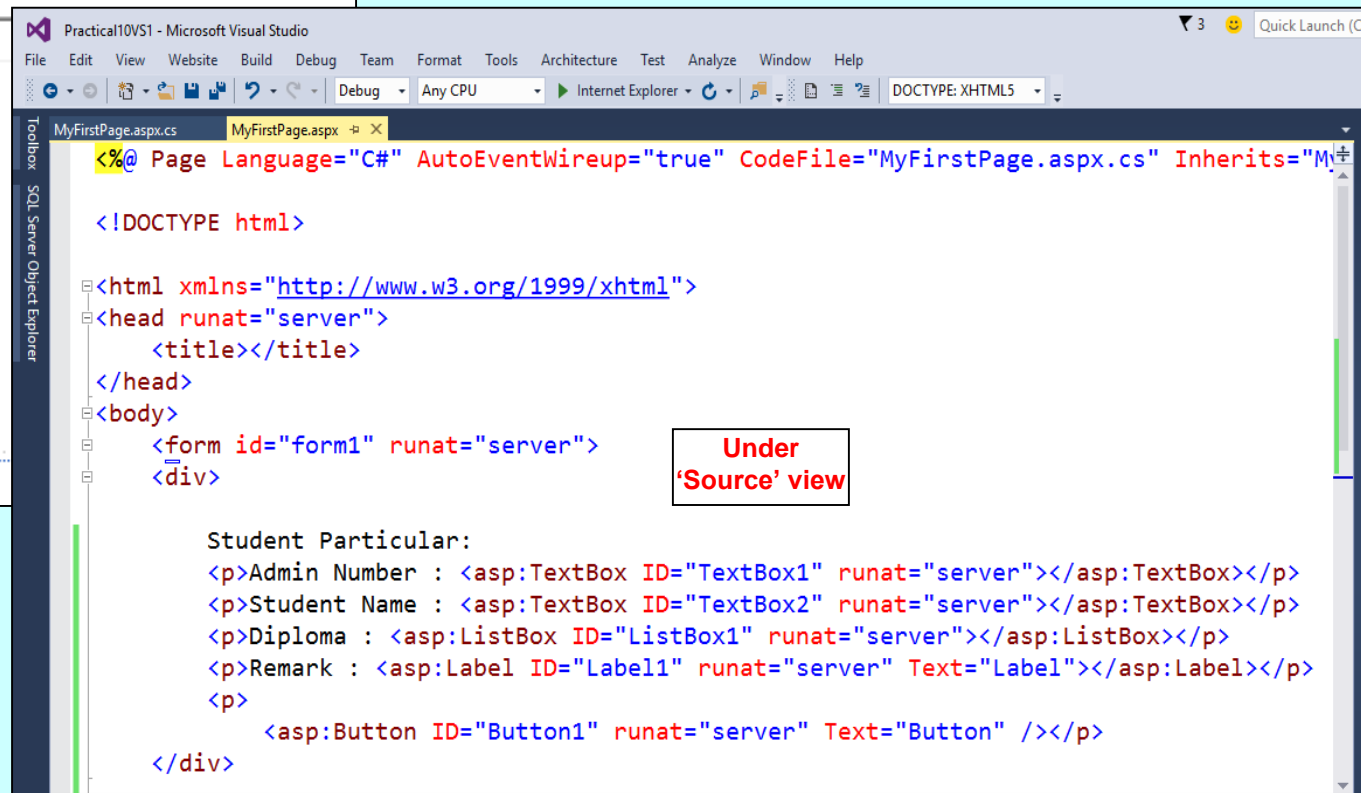 Practical10VS1 - Microsoft Visual Studio
3
Quick Launch (C
File Edit View Website Build Debug Team Format Tools Architecture Test Analyze Window Help
Debug Any CPU Internet Explorer DOCTYPE: XHTML5
Toolbox
SQL Server Object Explorer
MyFirstPage.aspx.cs MyFirstPage.aspx
<%@ Page Language="C#" AutoEventWireup="true" CodeFile="MyFirstPage.aspx.cs" Inherits="My
<!DOCTYPE html>
<html xmlns="http://www.w3.org/1999/xhtml">
<head runat="server">
<title></title>
</head>
<body>
<form id="form1" runat="server">
<div>
Under
‘Source’ view
Student Particular:
<p>Admin Number : <asp:TextBox ID="TextBox1" runat="server"></asp:TextBox></p>
<p>Student Name : <asp:TextBox ID="TextBox2" runat="server"></asp:TextBox></p>
<p>Diploma : <asp:ListBox ID="ListBox1" runat="server"></asp:ListBox></p>
<p>Remark : <asp:Label ID="Label1" runat="server" Text="Label"></asp:Label></p>
<p>
<asp:Button ID="Button1" runat="server" Text="Button" /></p>
</div>